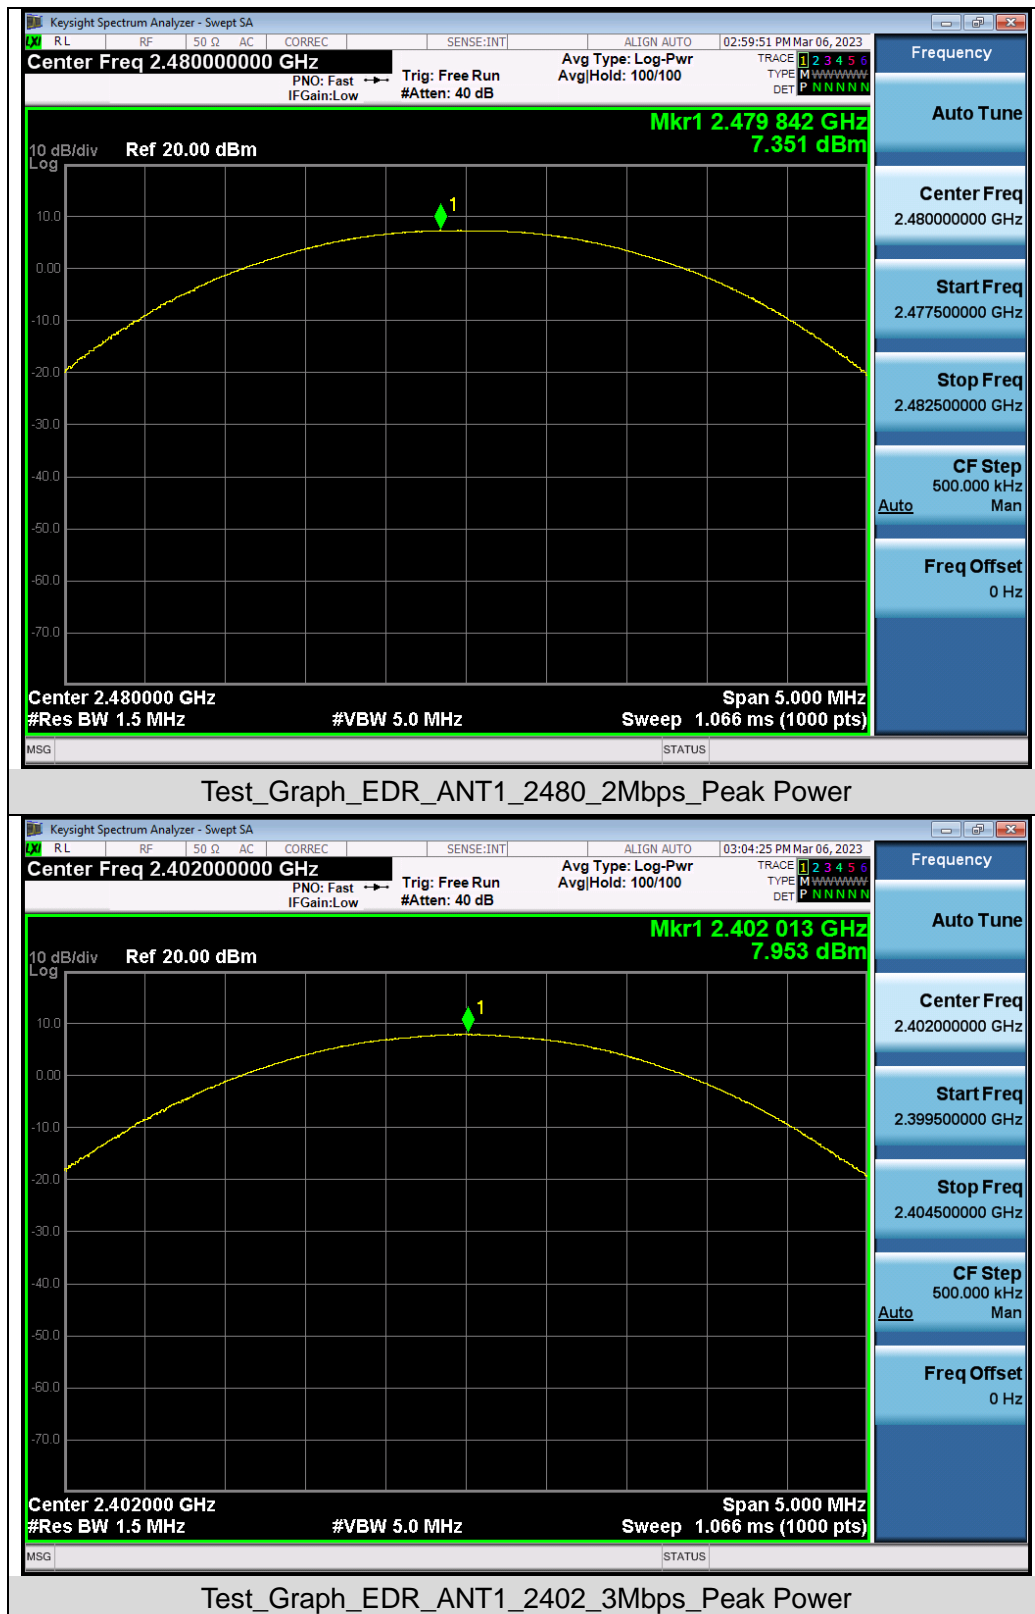 Keysight Spectrum Analyzer - Swept SA
LXI RL RF 50 Ω AC CORREC SENSE:INT ALIGN AUTO 02:59:51 PM Mar 06, 2023
Center Freq 2.480000000 GHz
PNO: Fast
IFGain:Low
Trig: Free Run
#Atten: 40 dB
Avg Type: Log-Pwr
Avg|Hold: 100/100
TRACE 1 2 3 4 5 6
TYPE M W W W W W
DET P N N N N N
Mkr1 2.479 842 GHz
7.351 dBm
10 dB/div Ref 20.00 dBm
Log
1
10.0
0.00
-10.0
-20.0
-30.0
-40.0
-50.0
-60.0
-70.0
Center 2.480000 GHz Span 5.000 MHz
#Res BW 1.5 MHz #VBW 5.0 MHz Sweep 1.066 ms (1000 pts)
MSG STATUS
Frequency
Auto Tune
Center Freq
2.480000000 GHz
Start Freq
2.477500000 GHz
Stop Freq
2.482500000 GHz
CF Step
500.000 kHz
Auto Man
Freq Offset
0 Hz
Test_Graph_EDR_ANT1_2480_2Mbps_Peak Power
Keysight Spectrum Analyzer - Swept SA
LXI RL RF 50 Ω AC CORREC SENSE:INT ALIGN AUTO 03:04:25 PM Mar 06, 2023
Center Freq 2.402000000 GHz
PNO: Fast
IFGain:Low
Trig: Free Run
#Atten: 40 dB
Avg Type: Log-Pwr
Avg|Hold: 100/100
TRACE 1 2 3 4 5 6
TYPE M W W W W W
DET P N N N N N
Mkr1 2.402 013 GHz
7.953 dBm
10 dB/div Ref 20.00 dBm
Log
1
10.0
0.00
-10.0
-20.0
-30.0
-40.0
-50.0
-60.0
-70.0
Center 2.402000 GHz Span 5.000 MHz
#Res BW 1.5 MHz #VBW 5.0 MHz Sweep 1.066 ms (1000 pts)
MSG STATUS
Frequency
Auto Tune
Center Freq
2.402000000 GHz
Start Freq
2.399500000 GHz
Stop Freq
2.404500000 GHz
CF Step
500.000 kHz
Auto Man
Freq Offset
0 Hz
Test_Graph_EDR_ANT1_2402_3Mbps_Peak Power